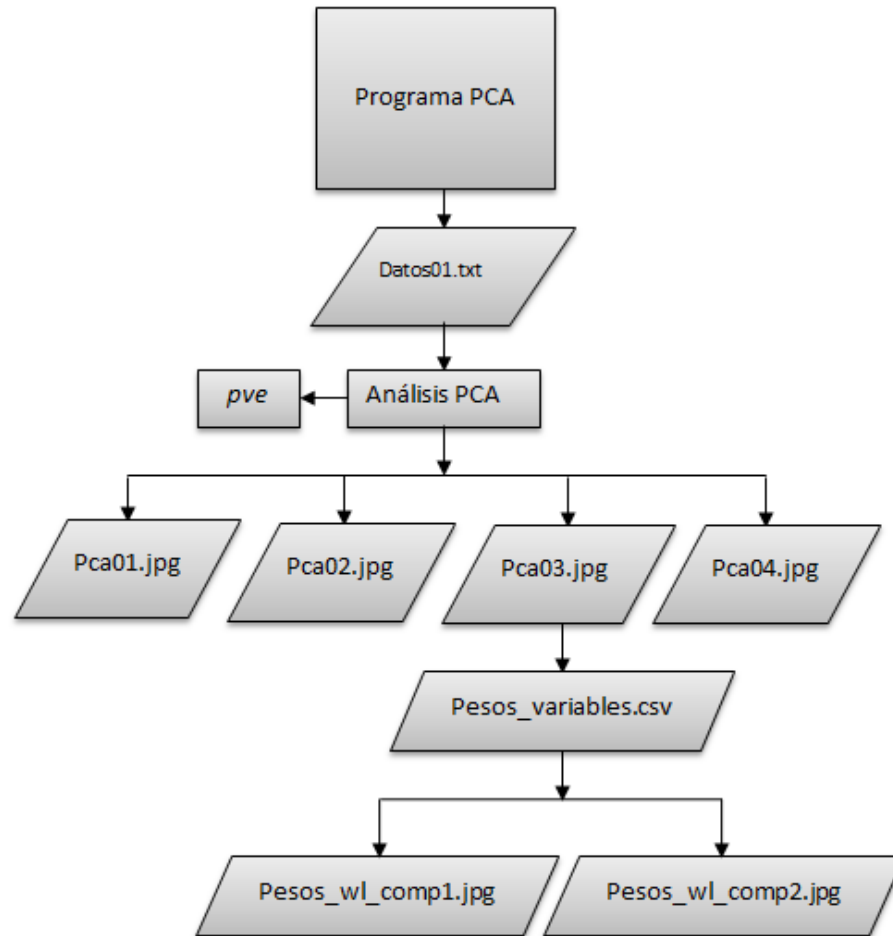 Programa PCA
Datos01.txt
pve
Análisis PCA
Pca01.jpg
Pca02.jpg
Pca03.jpg
Pca04.jpg
Pesos_variables.csv
Pesos_wl_comp1.jpg
Pesos_wl_comp2.jpg